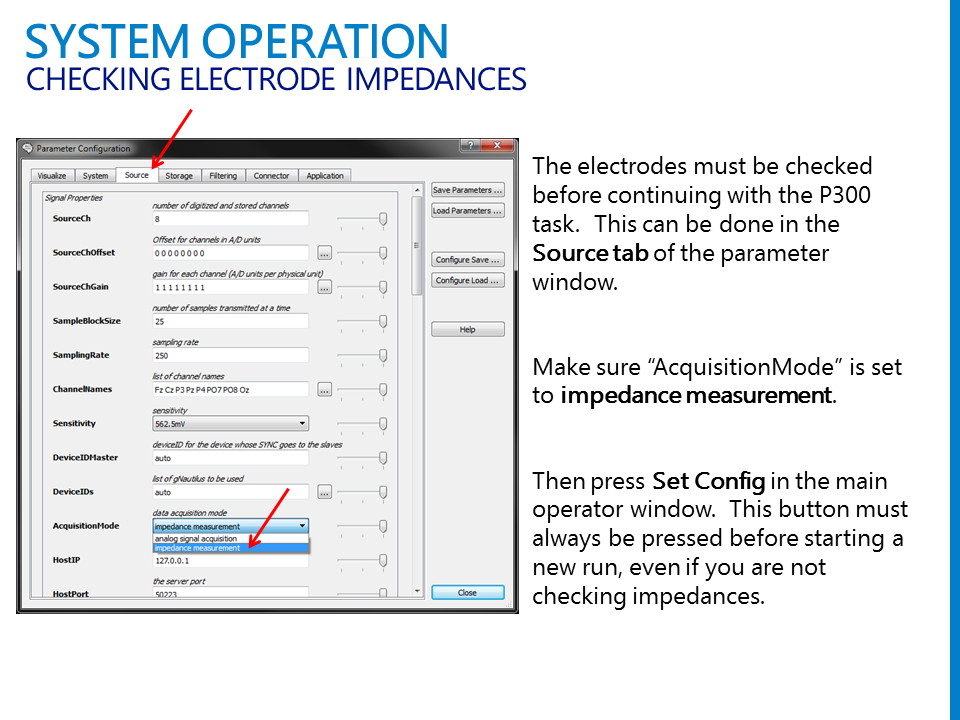 SYSTEM OPERATION
CHECKING ELECTRODE IMPEDANCES
Parameter Configuration
Visualize System Source Storage Filtering Connector Application
Signal Properties
number of digitized and stored channels
SourceCh 8
Offset for channels in A/D units
SourceChOffset 0 0 0 0 0 0 0 0 ...
gain for each channel (A/D units per physical unit)
SourceChGain 1 1 1 1 1 1 1 1 ...
number of samples transmitted at a time
SampleBlockSize 25
sampling rate
SamplingRate 250
list of channel names
ChannelNames Fz Cz P3 Pz P4 PO7 PO8 Oz ...
sensitivity
Sensitivity 562.5mV
deviceID for the device whose SYNC goes to the slaves
DeviceIDMaster auto
list of gNautilus to be used
DeviceIDs auto ...
data acquisition mode
AcquisitionMode impedance measurement
analog signal acquisition
impedance measurement
HostIP 127.0.0.1
the server port
HostPort 50223
Save Parameters ...
Load Parameters ...
Configure Save ...
Configure Load ...
Help
Close
The electrodes must be checked
before continuing with the P300
task. This can be done in the
Source tab of the parameter
window.
Make sure “AcquisitionMode” is set
to impedance measurement.
Then press Set Config in the main
operator window. This button must
always be pressed before starting a
new run, even if you are not
checking impedances.